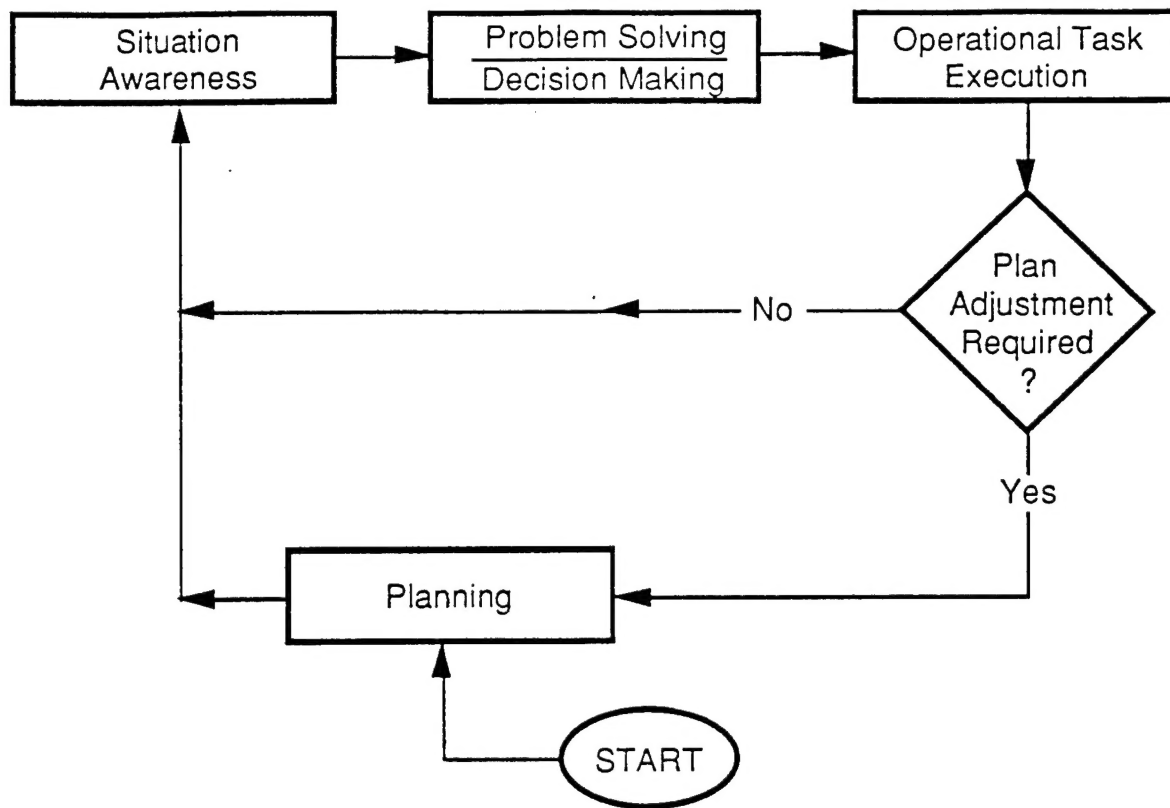 Situation
Awareness
Problem Solving
Decision Making
Operational Task
Execution
Plan
Adjustment
Required
?
No
Yes
Planning
START